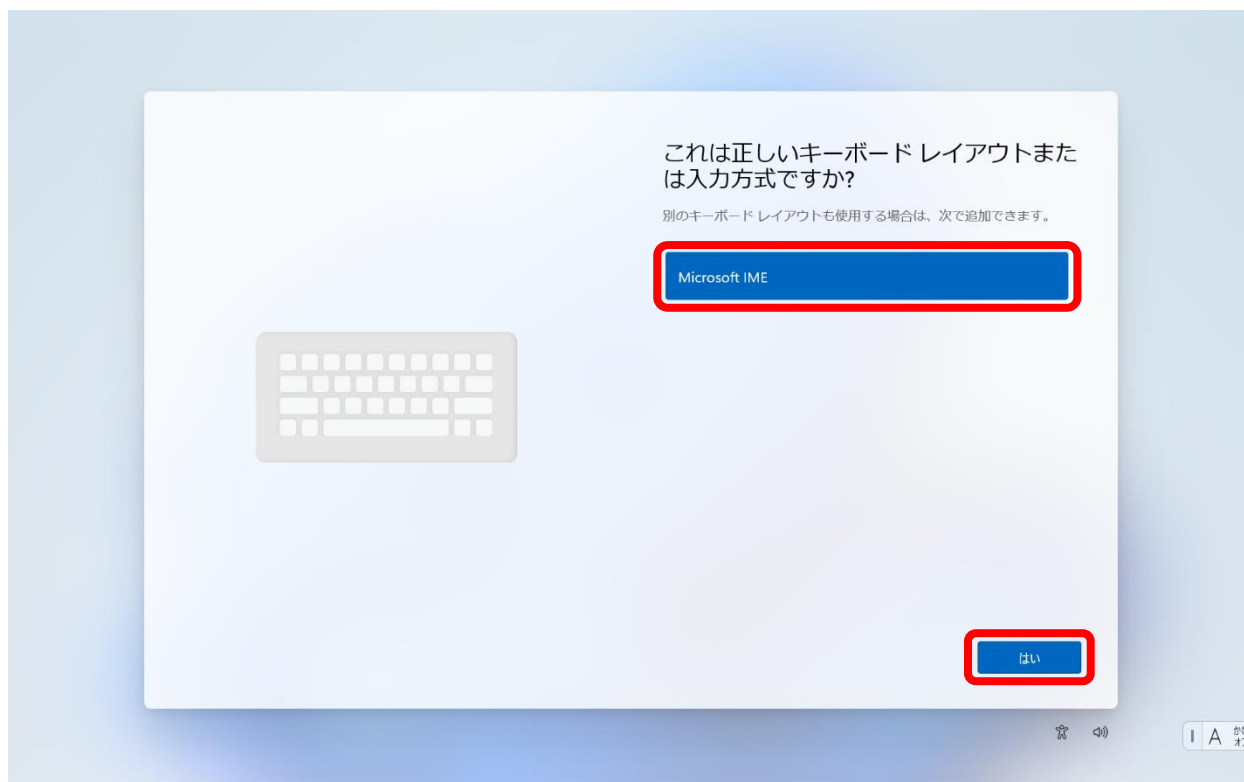 これは正しいキーボード レイアウトまた
は入力方式ですか?
別のキーボード レイアウトも使用する場合は、次で追加できます。
Microsoft IME
はい
A